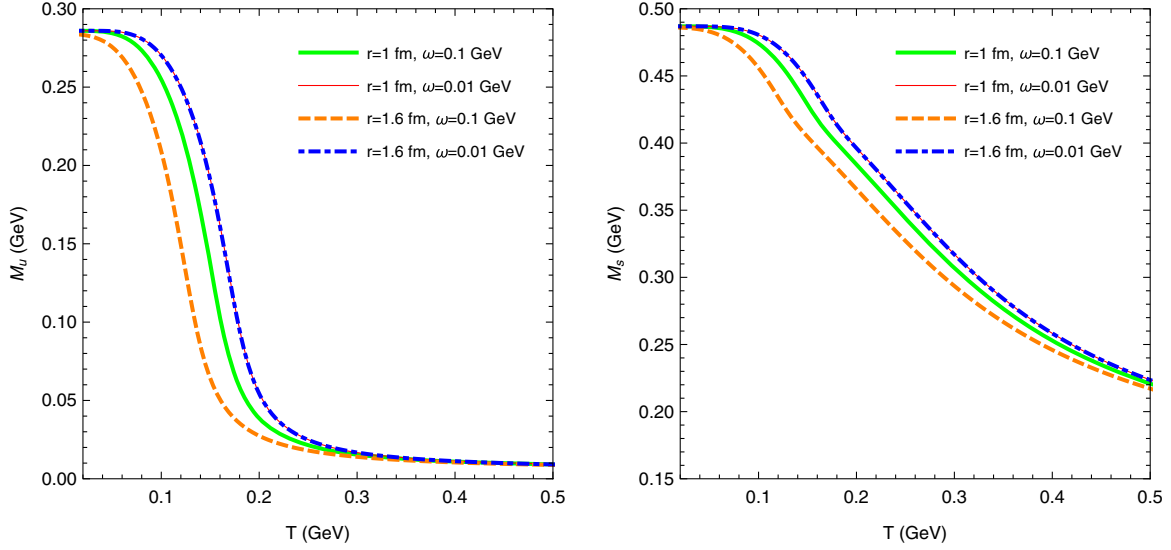 0.30
0.25
0.20
0.15
0.10
0.05
0.00
M_u (GeV)
0.1
0.2
0.3
0.4
0.5
T (GeV)
r=1 fm, ω=0.1 GeV
r=1 fm, ω=0.01 GeV
r=1.6 fm, ω=0.1 GeV
r=1.6 fm, ω=0.01 GeV
0.50
0.45
0.40
0.35
0.30
0.25
0.20
0.15
M_s (GeV)
0.1
0.2
0.3
0.4
0.5
T (GeV)
r=1 fm, ω=0.1 GeV
r=1 fm, ω=0.01 GeV
r=1.6 fm, ω=0.1 GeV
r=1.6 fm, ω=0.01 GeV